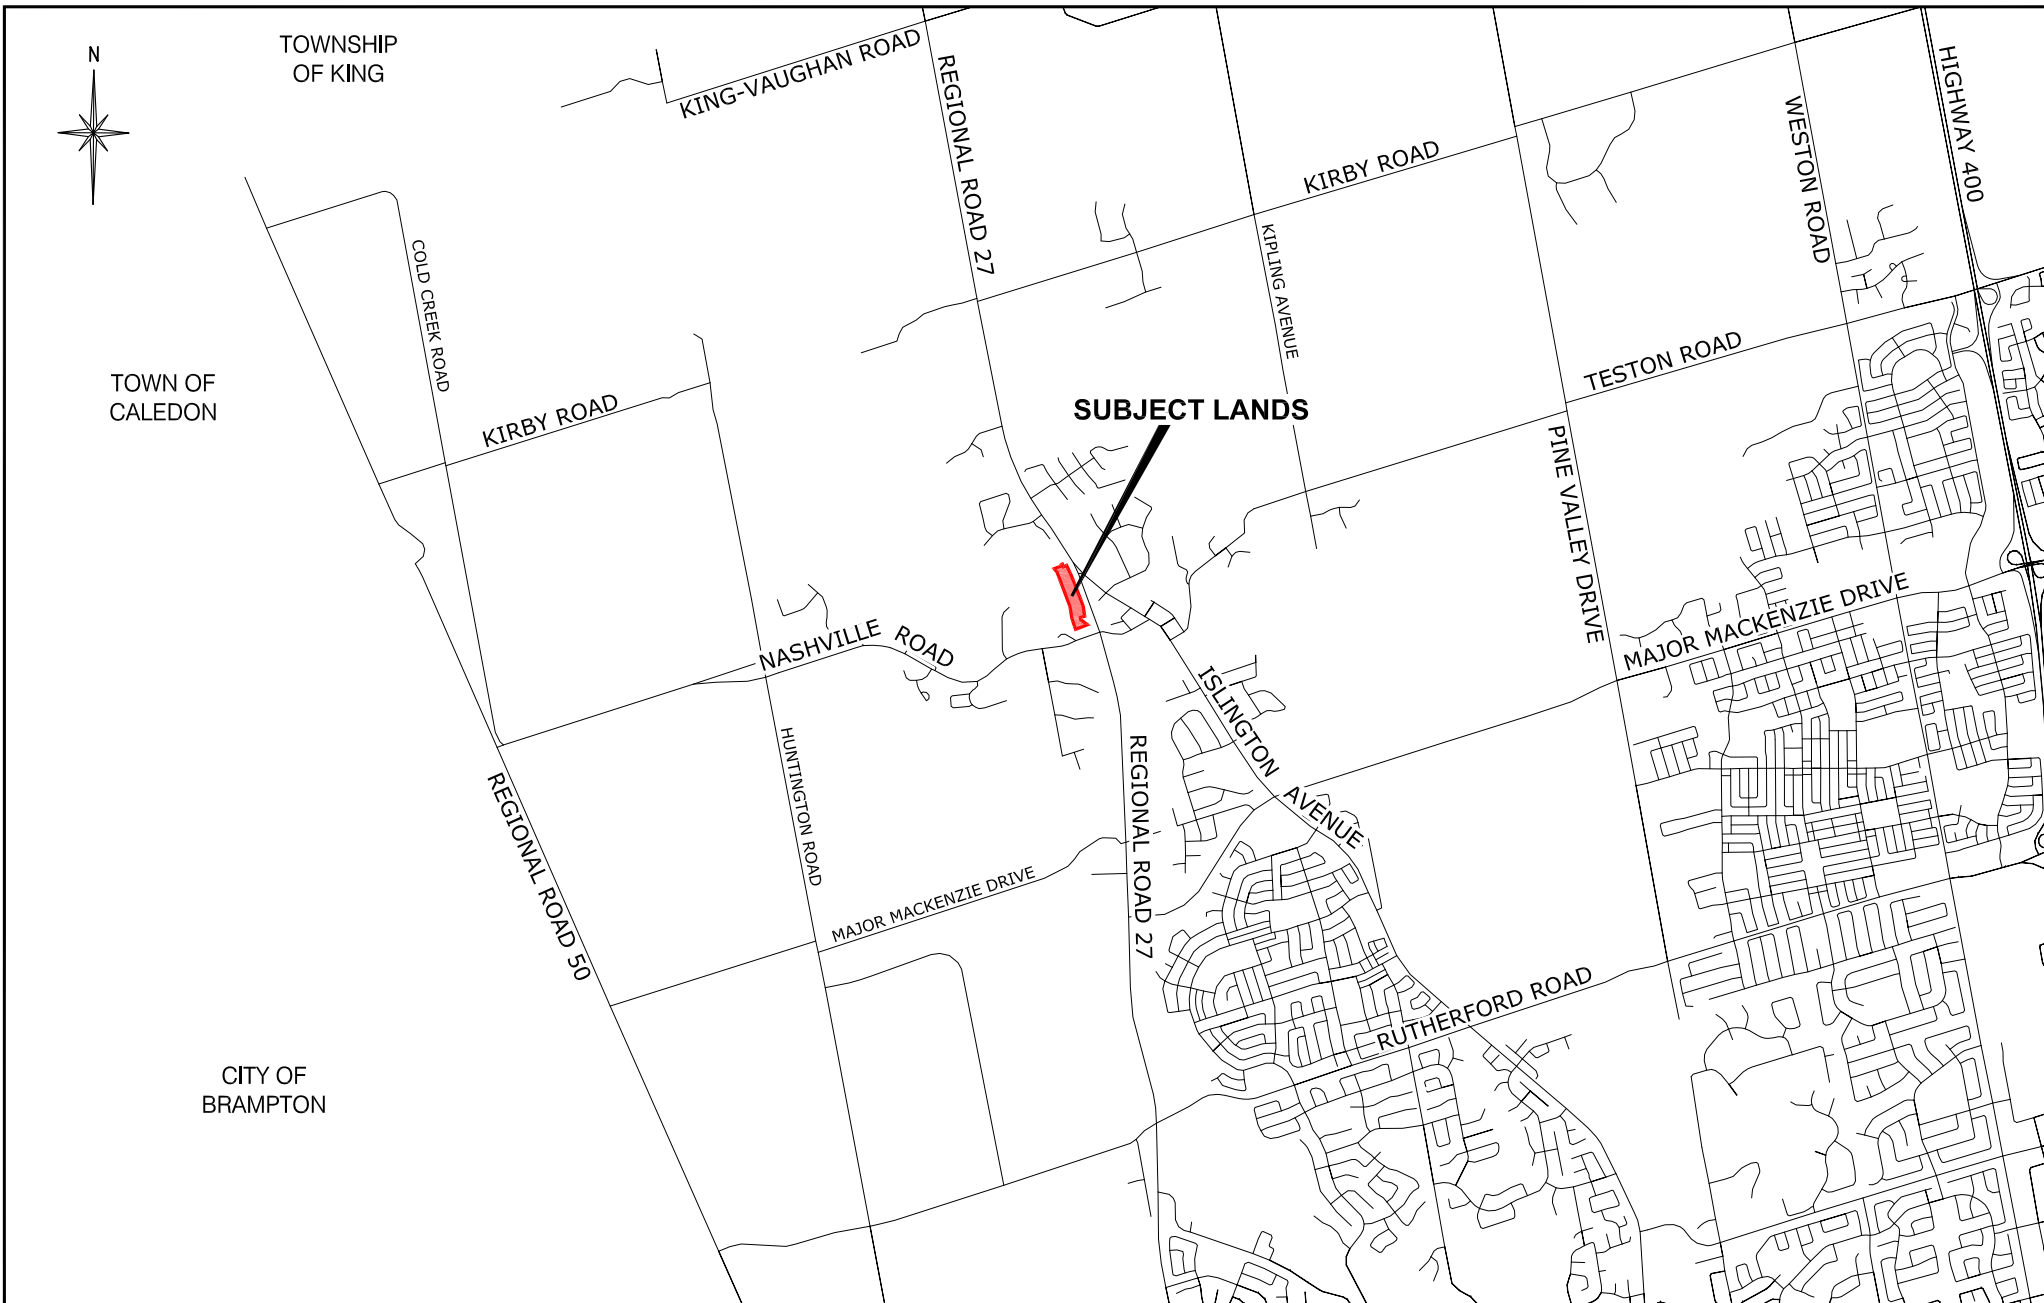 TOWNSHIP
OF KING
N
KING-VAUGHAN ROAD
REGIONAL ROAD 27
HIGHWAY 400
WESTON ROAD
KIRBY ROAD
KIPLING AVENUE
COLD CREEK ROAD
TOWN OF
CALEDON
KIRBY ROAD
TESTON ROAD
SUBJECT LANDS
PINE VALLEY DRIVE
NASHVILLE ROAD
MAJOR MACKENZIE DRIVE
ISLINGTON AVENUE
HUNTINGTON ROAD
REGIONAL ROAD 27
REGIONAL ROAD 50
MAJOR MACKENZIE DRIVE
RUTHERFORD ROAD
CITY OF
BRAMPTON